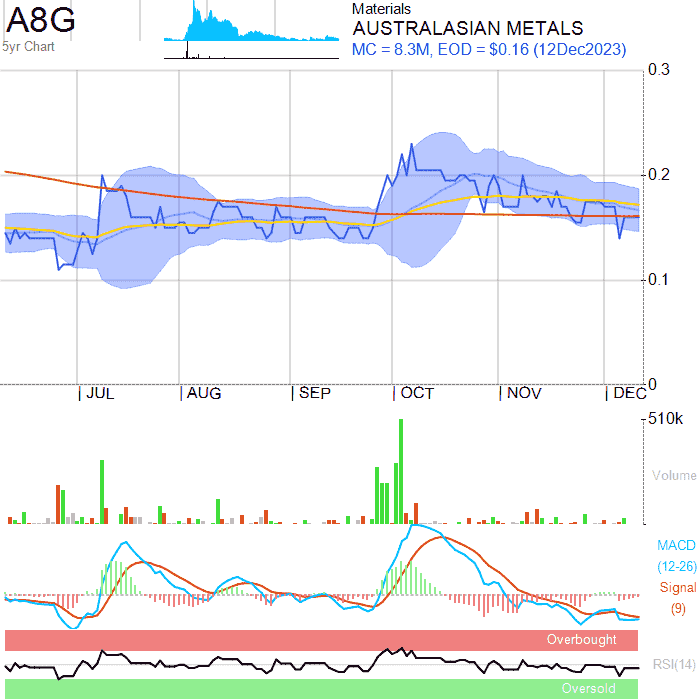 A8G
5yr Chart
Materials
AUSTRALASIAN METALS
MC = 8.3M, EOD = $0.16 (12Dec2023)
0.3
0.2
0.1
0
JUL AUG SEP OCT NOV DEC
510k
Volume
MACD
(12-26)
Signal
(9)
Overbought
RSI(14)
Oversold